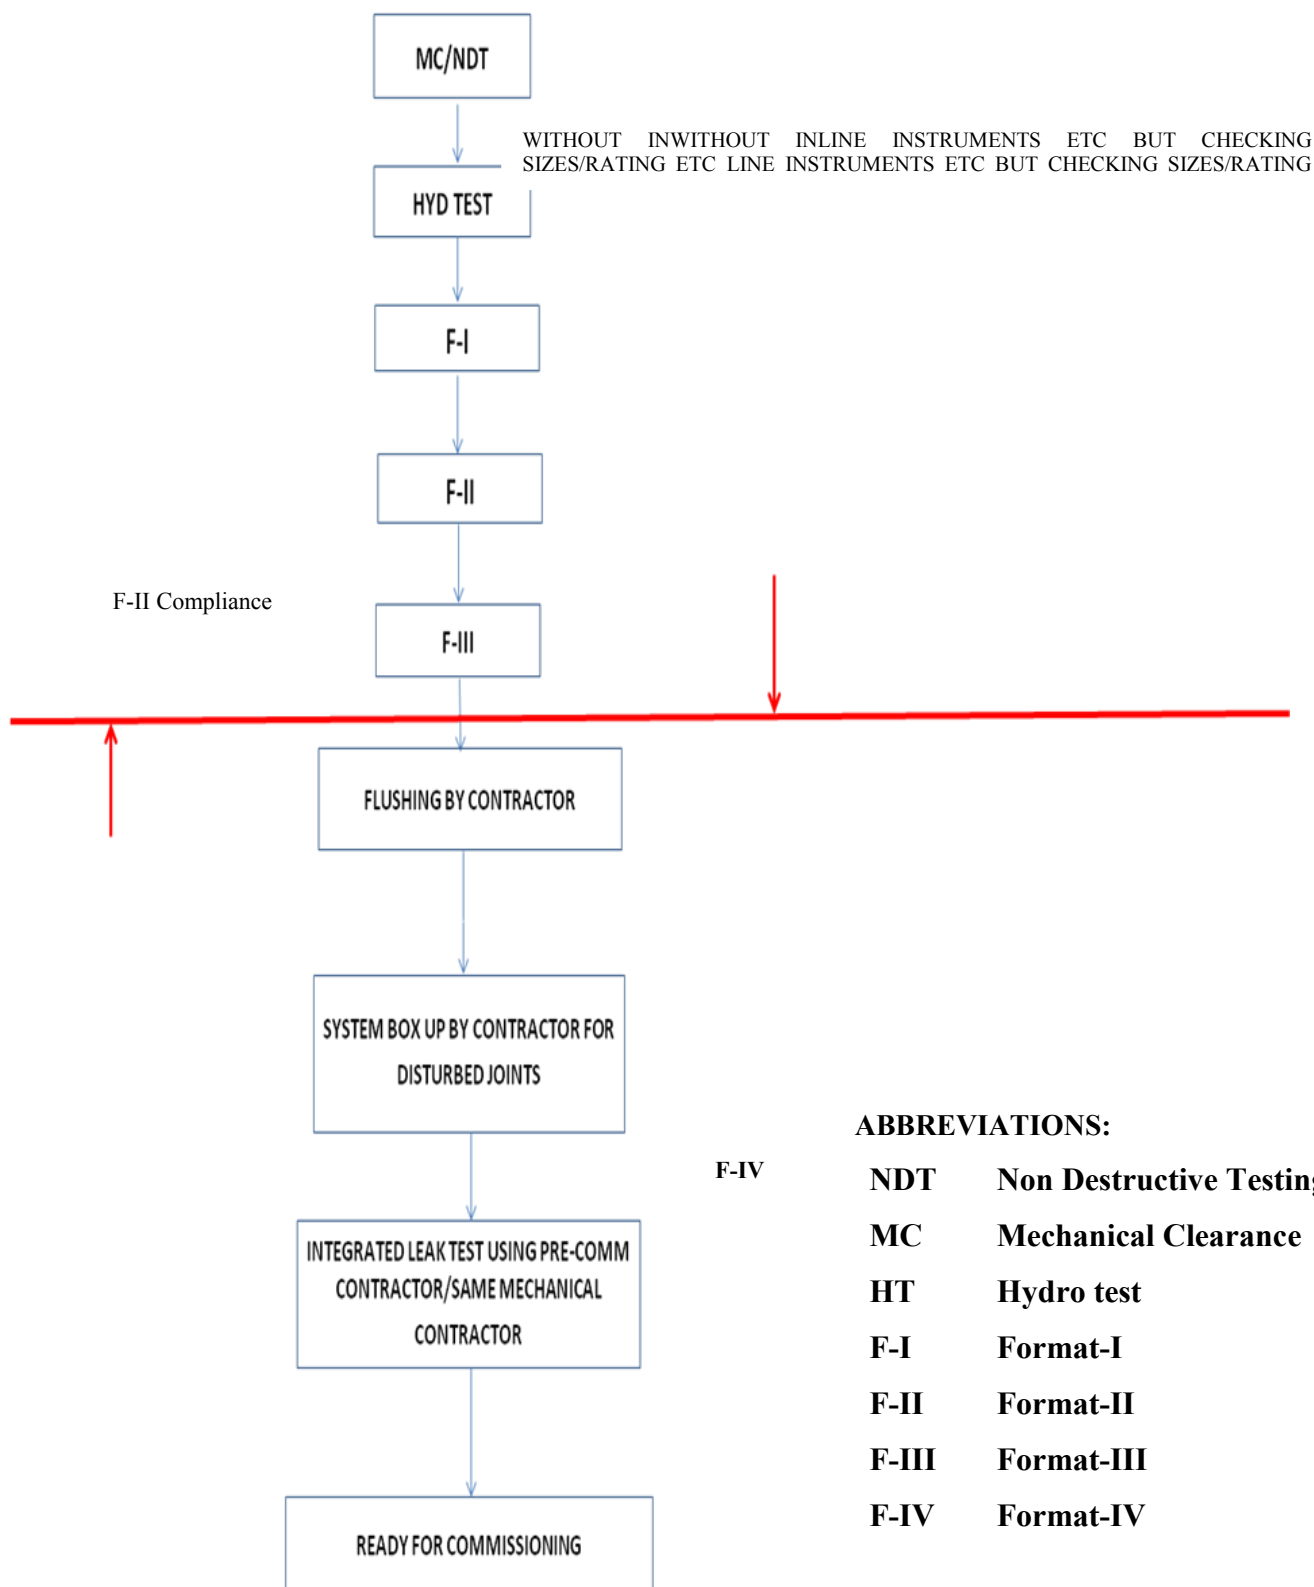 MC/NDT
WITHOUT INWITHOUT INLINE INSTRUMENTS ETC BUT CHECKING
SIZES/RATING ETC LINE INSTRUMENTS ETC BUT CHECKING SIZES/RATING
HYD TEST
F-I
F-II
F-II Compliance
F-III
FLUSHING BY CONTRACTOR
SYSTEM BOX UP BY CONTRACTOR FOR
DISTURBED JOINTS
F-IV
INTEGRATED LEAK TEST USING PRE-COMM
CONTRACTOR/SAME MECHANICAL
CONTRACTOR
READY FOR COMMISSIONING
ABBREVIATIONS:
NDT Non Destructive Testing
MC Mechanical Clearance
HT Hydro test
F-I Format-I
F-II Format-II
F-III Format-III
F-IV Format-IV